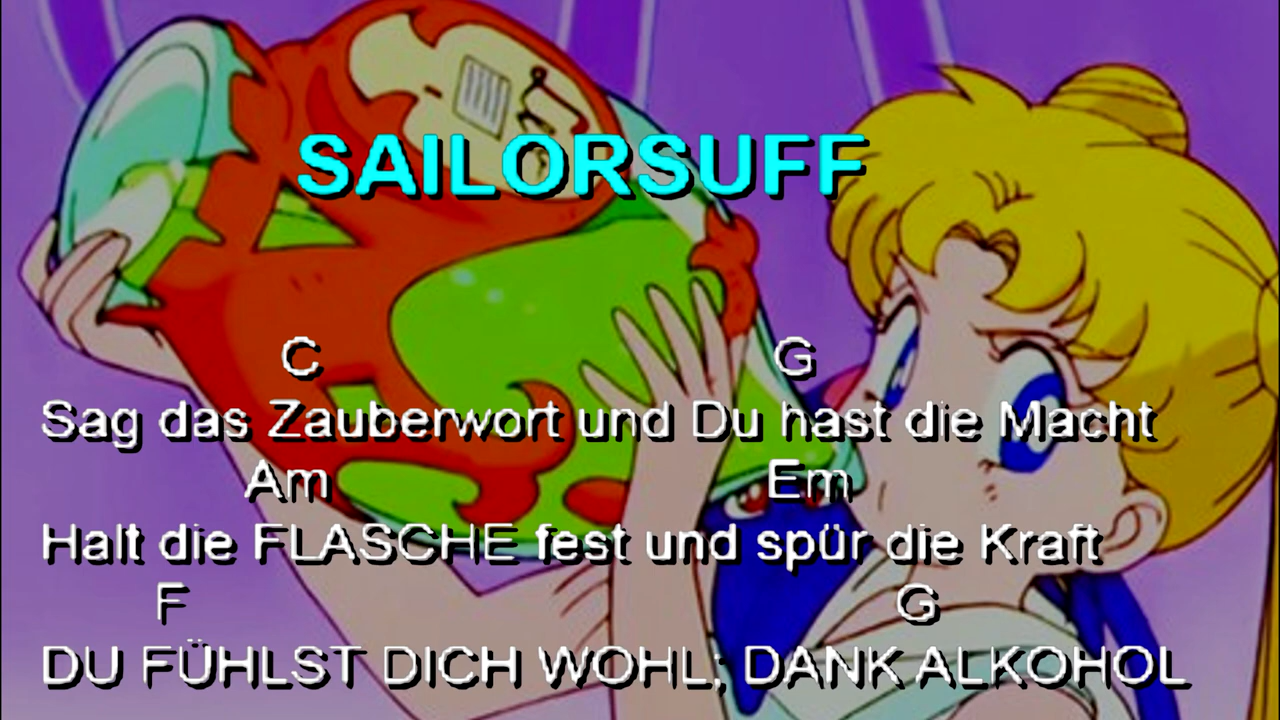 SAILORSUFF
C G
Sag das Zauberwort und Du hast die Macht
Am Em
Halt die FLASCHE fest und spür die Kraft
F G
DU FÜHLST DICH WOHL; DANK ALKOHOL